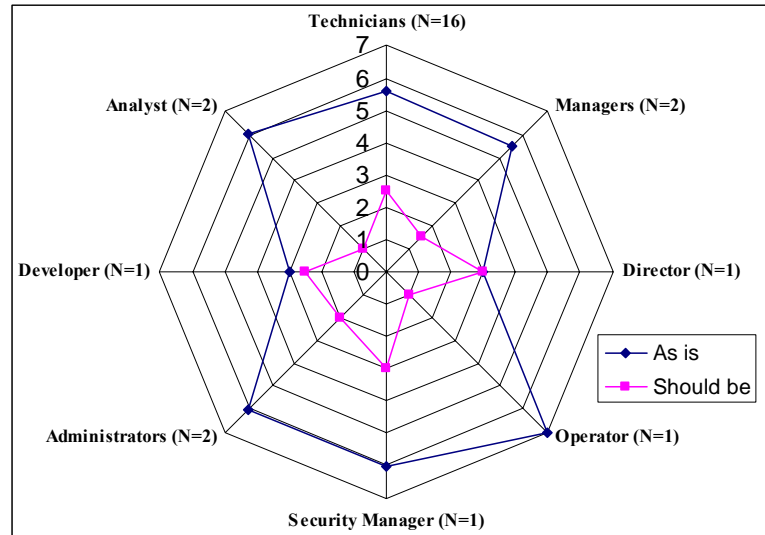 Technicians (N=16)
7
6
5
4
3
2
1
0
Analyst (N=2)
Managers (N=2)
Developer (N=1)
Director (N=1)
As is
Should be
Administrators (N=2)
Operator (N=1)
Security Manager (N=1)